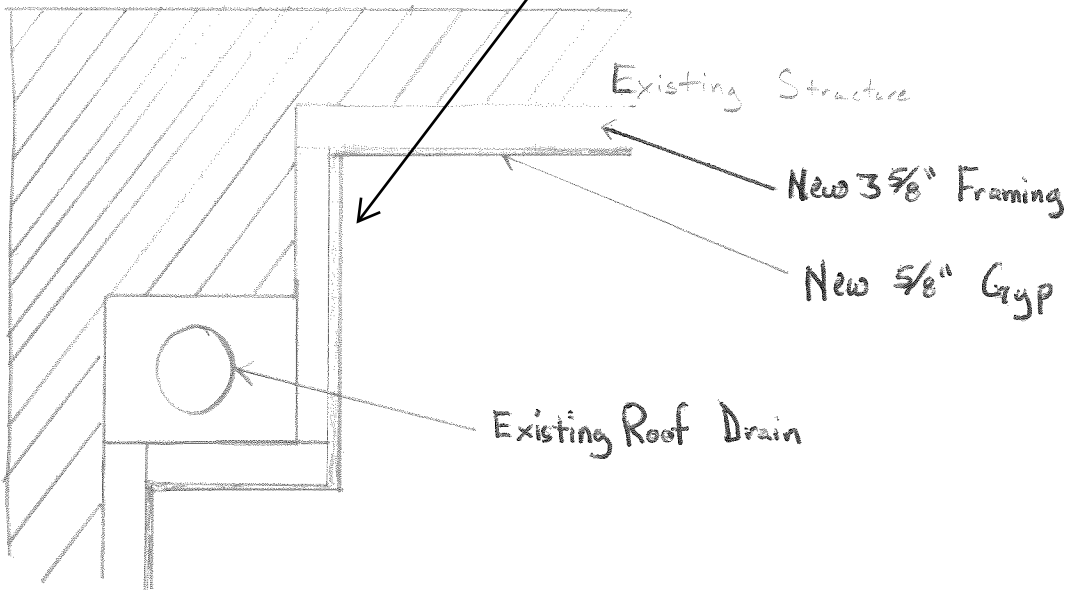 Existing Structure
New 3 5/8" Framing
New 5/8" Gyp
Existing Roof Drain